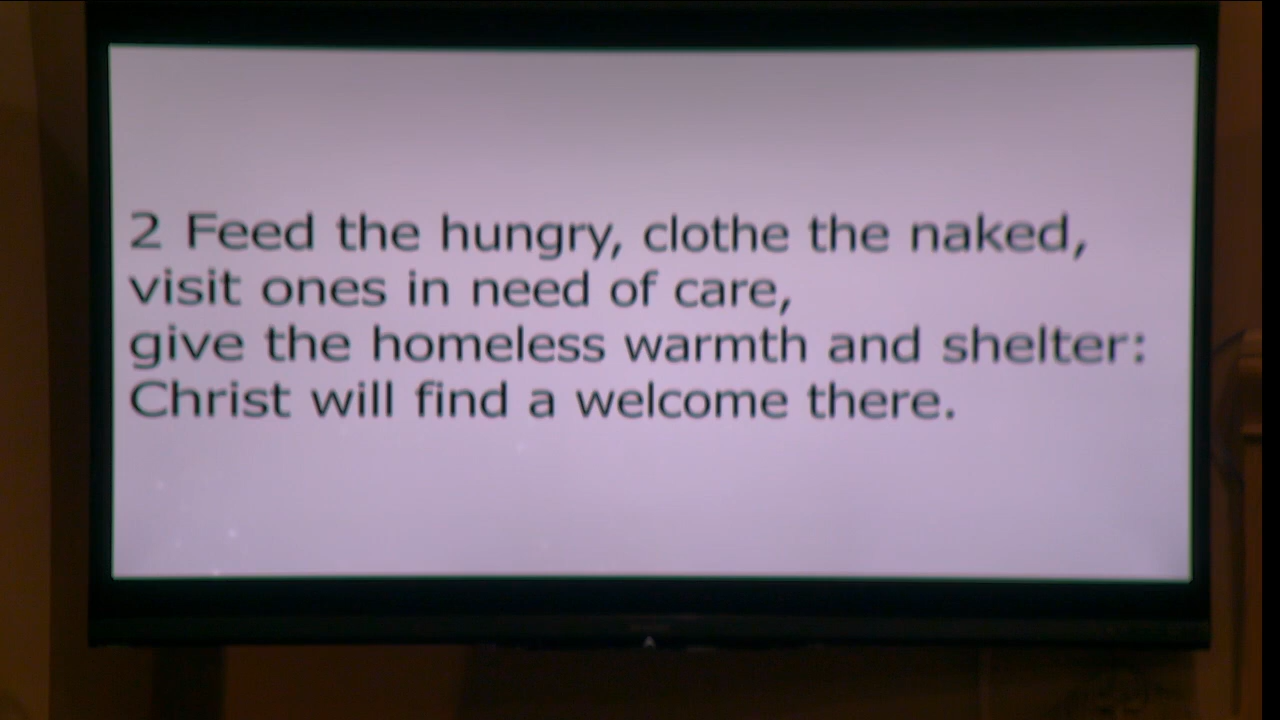 2 Feed the hungry, clothe the naked,
visit ones in need of care,
give the homeless warmth and shelter:
Christ will find a welcome there.